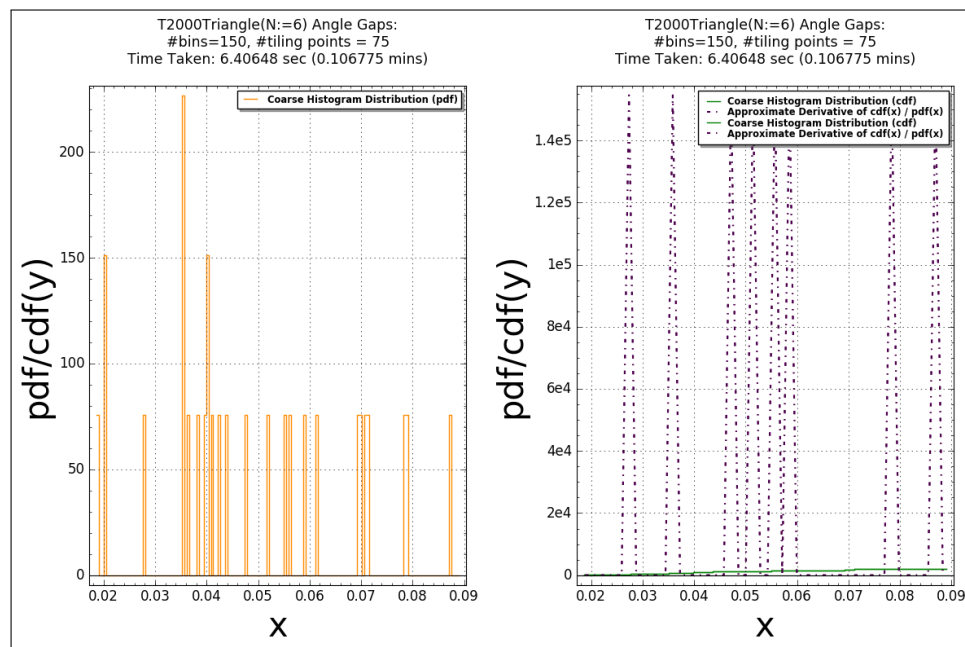 T2000Triangle(N:=6) Angle Gaps:
#bins=150, #tiling points = 75
Time Taken: 6.40648 sec (0.106775 mins)
Coarse Histogram Distribution (pdf)
200
150
100
50
0
0.02 0.03 0.04 0.05 0.06 0.07 0.08 0.09
pdf/cdf(y)
x
T2000Triangle(N:=6) Angle Gaps:
#bins=150, #tiling points = 75
Time Taken: 6.40648 sec (0.106775 mins)
Coarse Histogram Distribution (cdf)
Approximate Derivative of cdf(x) / pdf(x)
Coarse Histogram Distribution (cdf)
Approximate Derivative of cdf(x) / pdf(x)
1.4e5
1.2e5
1e5
8e4
6e4
4e4
2e4
0
0.02 0.03 0.04 0.05 0.06 0.07 0.08 0.09
pdf/cdf(y)
x